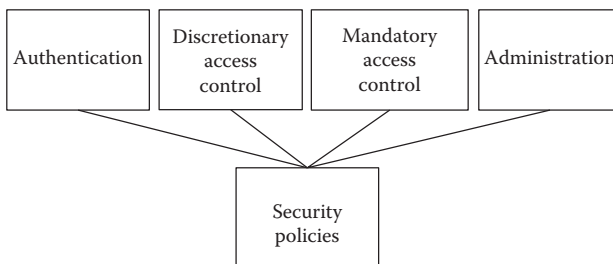 Authentication
Discretionary
access
control
Mandatory
access
control
Administration
Security
policies